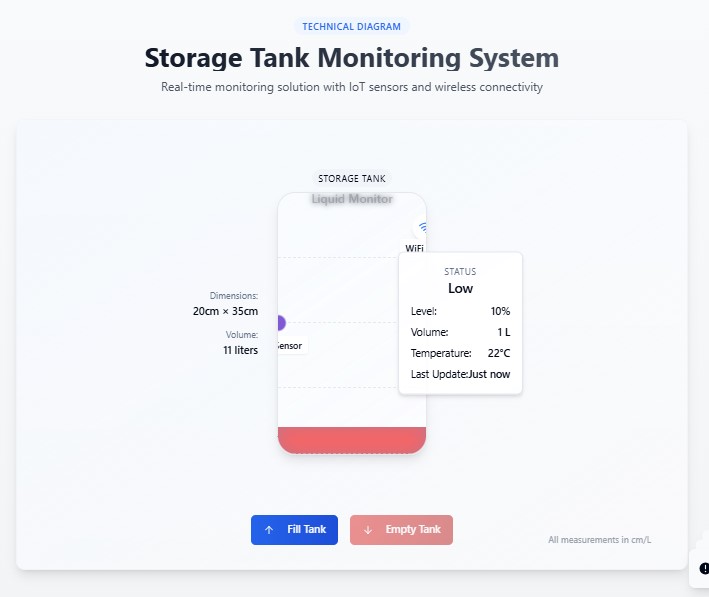 TECHNICAL DIAGRAM
Storage Tank Monitoring System
Real-time monitoring solution with IoT sensors and wireless connectivity
STORAGE TANK
Liquid Monitor
WiFi
Dimensions:
20cm × 35cm
Volume:
11 liters
Sensor
STATUS
Low
Level: 10%
Volume: 1 L
Temperature: 22°C
Last Update: Just now
Fill Tank
Empty Tank
All measurements in cm/L